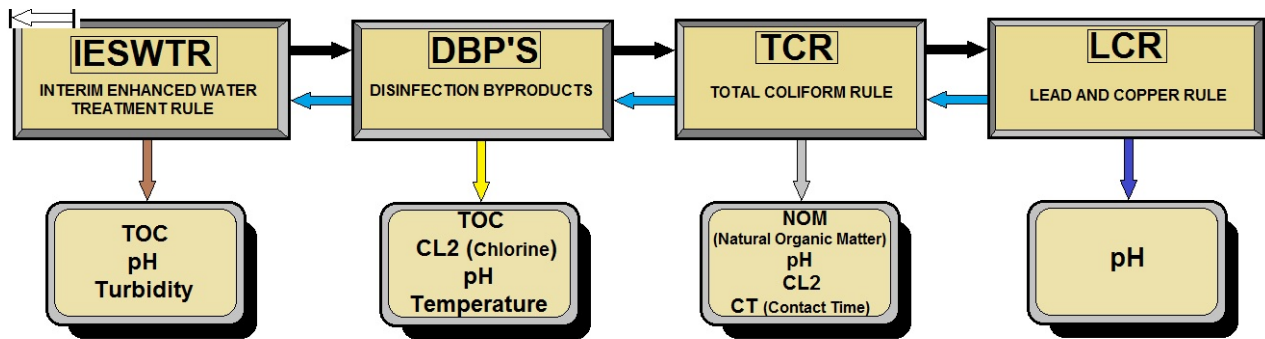 IESWTR
INTERIM ENHANCED WATER
TREATMENT RULE
DBP'S
DISINFECTION BYPRODUCTS
TCR
TOTAL COLIFORM RULE
LCR
LEAD AND COPPER RULE
TOC
pH
Turbidity
TOC
CL2 (Chlorine)
pH
Temperature
NOM
(Natural Organic Matter)
pH
CL2
CT (Contact Time)
pH